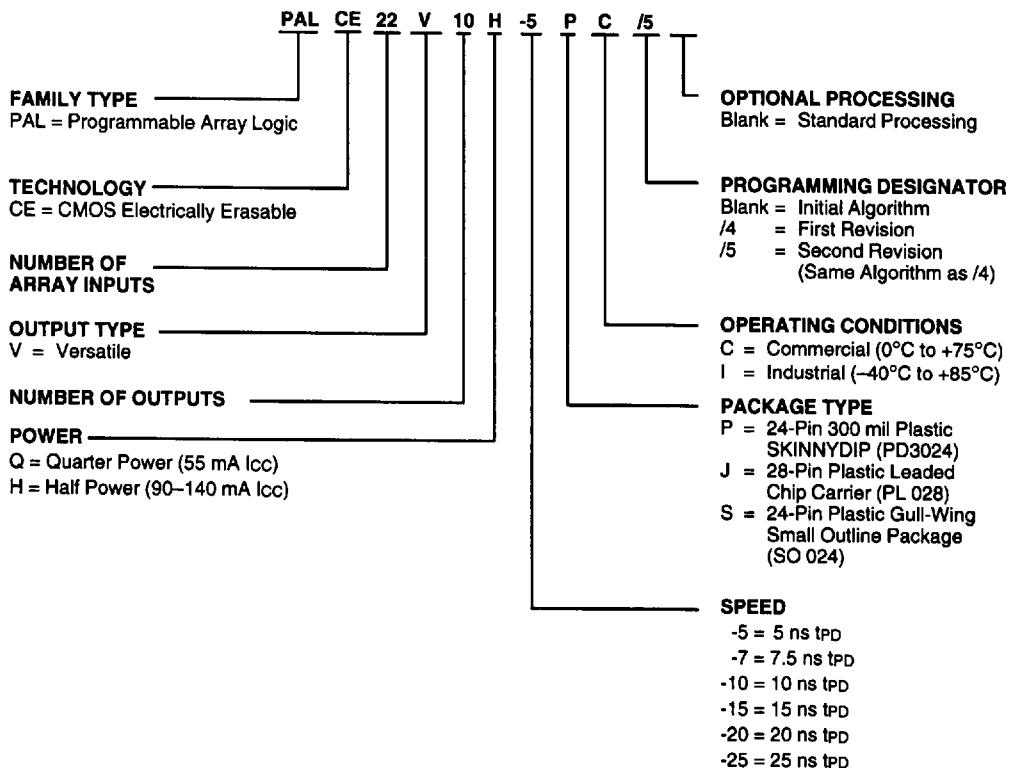 PAL CE 22 V 10 H -5 P C /5
FAMILY TYPE
PAL = Programmable Array Logic
TECHNOLOGY
CE = CMOS Electrically Erasable
NUMBER OF
ARRAY INPUTS
OUTPUT TYPE
V = Versatile
NUMBER OF OUTPUTS
POWER
Q = Quarter Power (55 mA Icc)
H = Half Power (90–140 mA Icc)
OPTIONAL PROCESSING
Blank = Standard Processing
PROGRAMMING DESIGNATOR
Blank = Initial Algorithm
/4 = First Revision
/5 = Second Revision
(Same Algorithm as /4)
OPERATING CONDITIONS
C = Commercial (0°C to +75°C)
I = Industrial (–40°C to +85°C)
PACKAGE TYPE
P = 24-Pin 300 mil Plastic
SKINNYDIP (PD3024)
J = 28-Pin Plastic Leaded
Chip Carrier (PL 028)
S = 24-Pin Plastic Gull-Wing
Small Outline Package
(SO 024)
SPEED
-5 = 5 ns tPD
-7 = 7.5 ns tPD
-10 = 10 ns tPD
-15 = 15 ns tPD
-20 = 20 ns tPD
-25 = 25 ns tPD